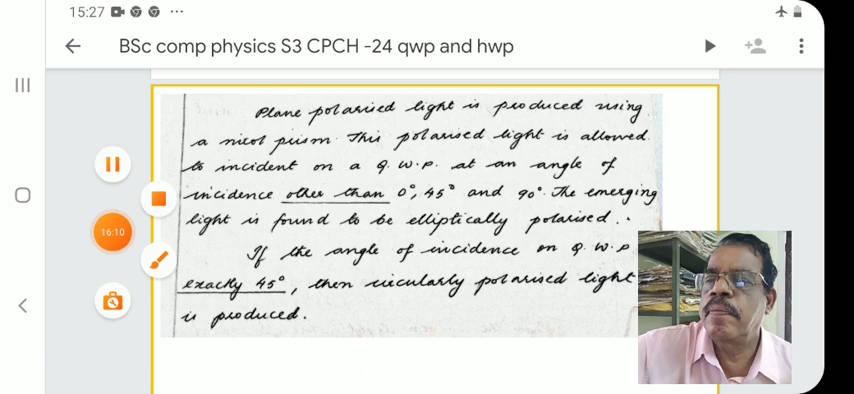 15:27
BSc comp physics S3 CPCH -24 qwp and hwp
Plane polarised light is produced using
a nicol prism. This polarised light is allowed
to incident on a Q.W.P. at an angle of
incidence other than 0°, 45° and 90°. The emerging
light is found to be elliptically polarised.
If the angle of incidence on Q.W.P
exactly 45°, then circularly polarised light
is produced.
16:10